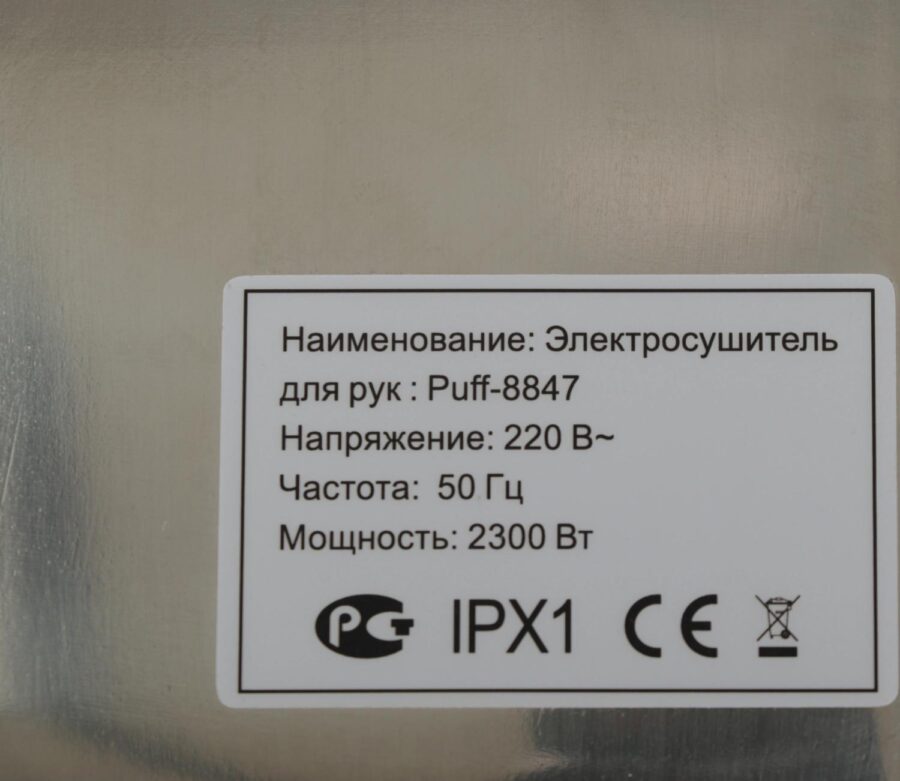 Наименование: Электросушитель
для рук : Puff-8847
Напряжение: 220 В~
Частота:  50 Гц
Мощность: 2300 Вт
РСТ IPX1 CE